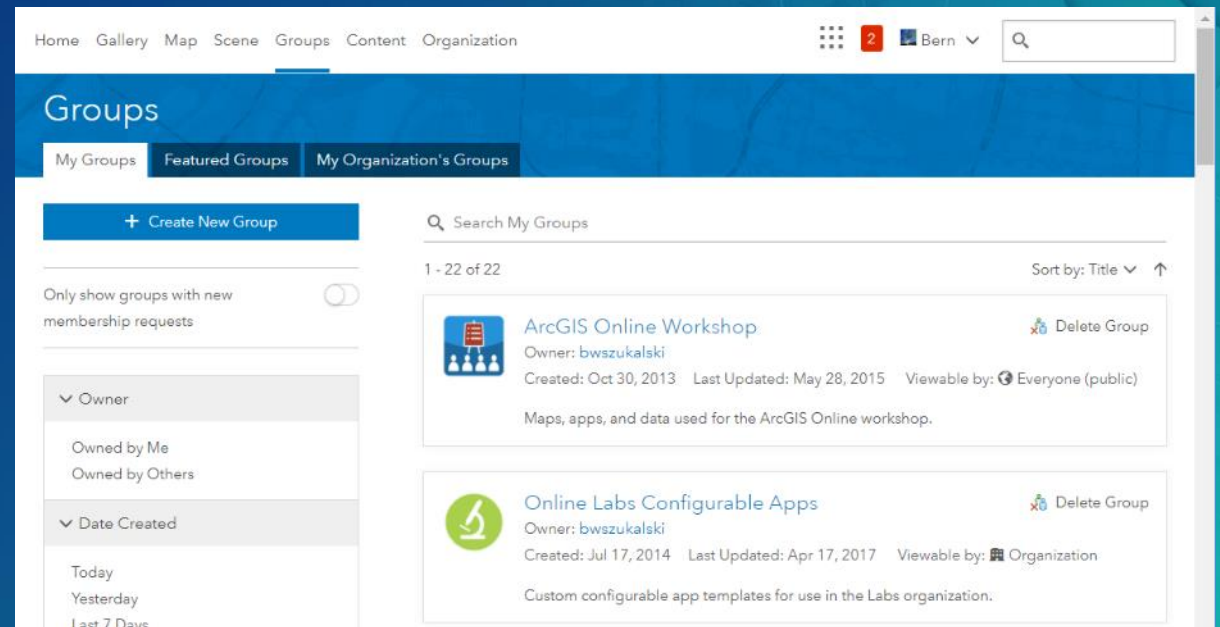 Home Gallery Map Scene Groups Content Organization
2 Bern
Groups
My Groups Featured Groups My Organization's Groups
+ Create New Group
Search My Groups
1 - 22 of 22
Sort by: Title
Only show groups with new
membership requests
Owner
Owned by Me
Owned by Others
Date Created
Today
Yesterday
Last 7 Days
ArcGIS Online Workshop
Delete Group
Owner: bwszukalski
Created: Oct 30, 2013 Last Updated: May 28, 2015 Viewable by: Everyone (public)
Maps, apps, and data used for the ArcGIS Online workshop.
Online Labs Configurable Apps
Delete Group
Owner: bwszukalski
Created: Jul 17, 2014 Last Updated: Apr 17, 2017 Viewable by: Organization
Custom configurable app templates for use in the Labs organization.